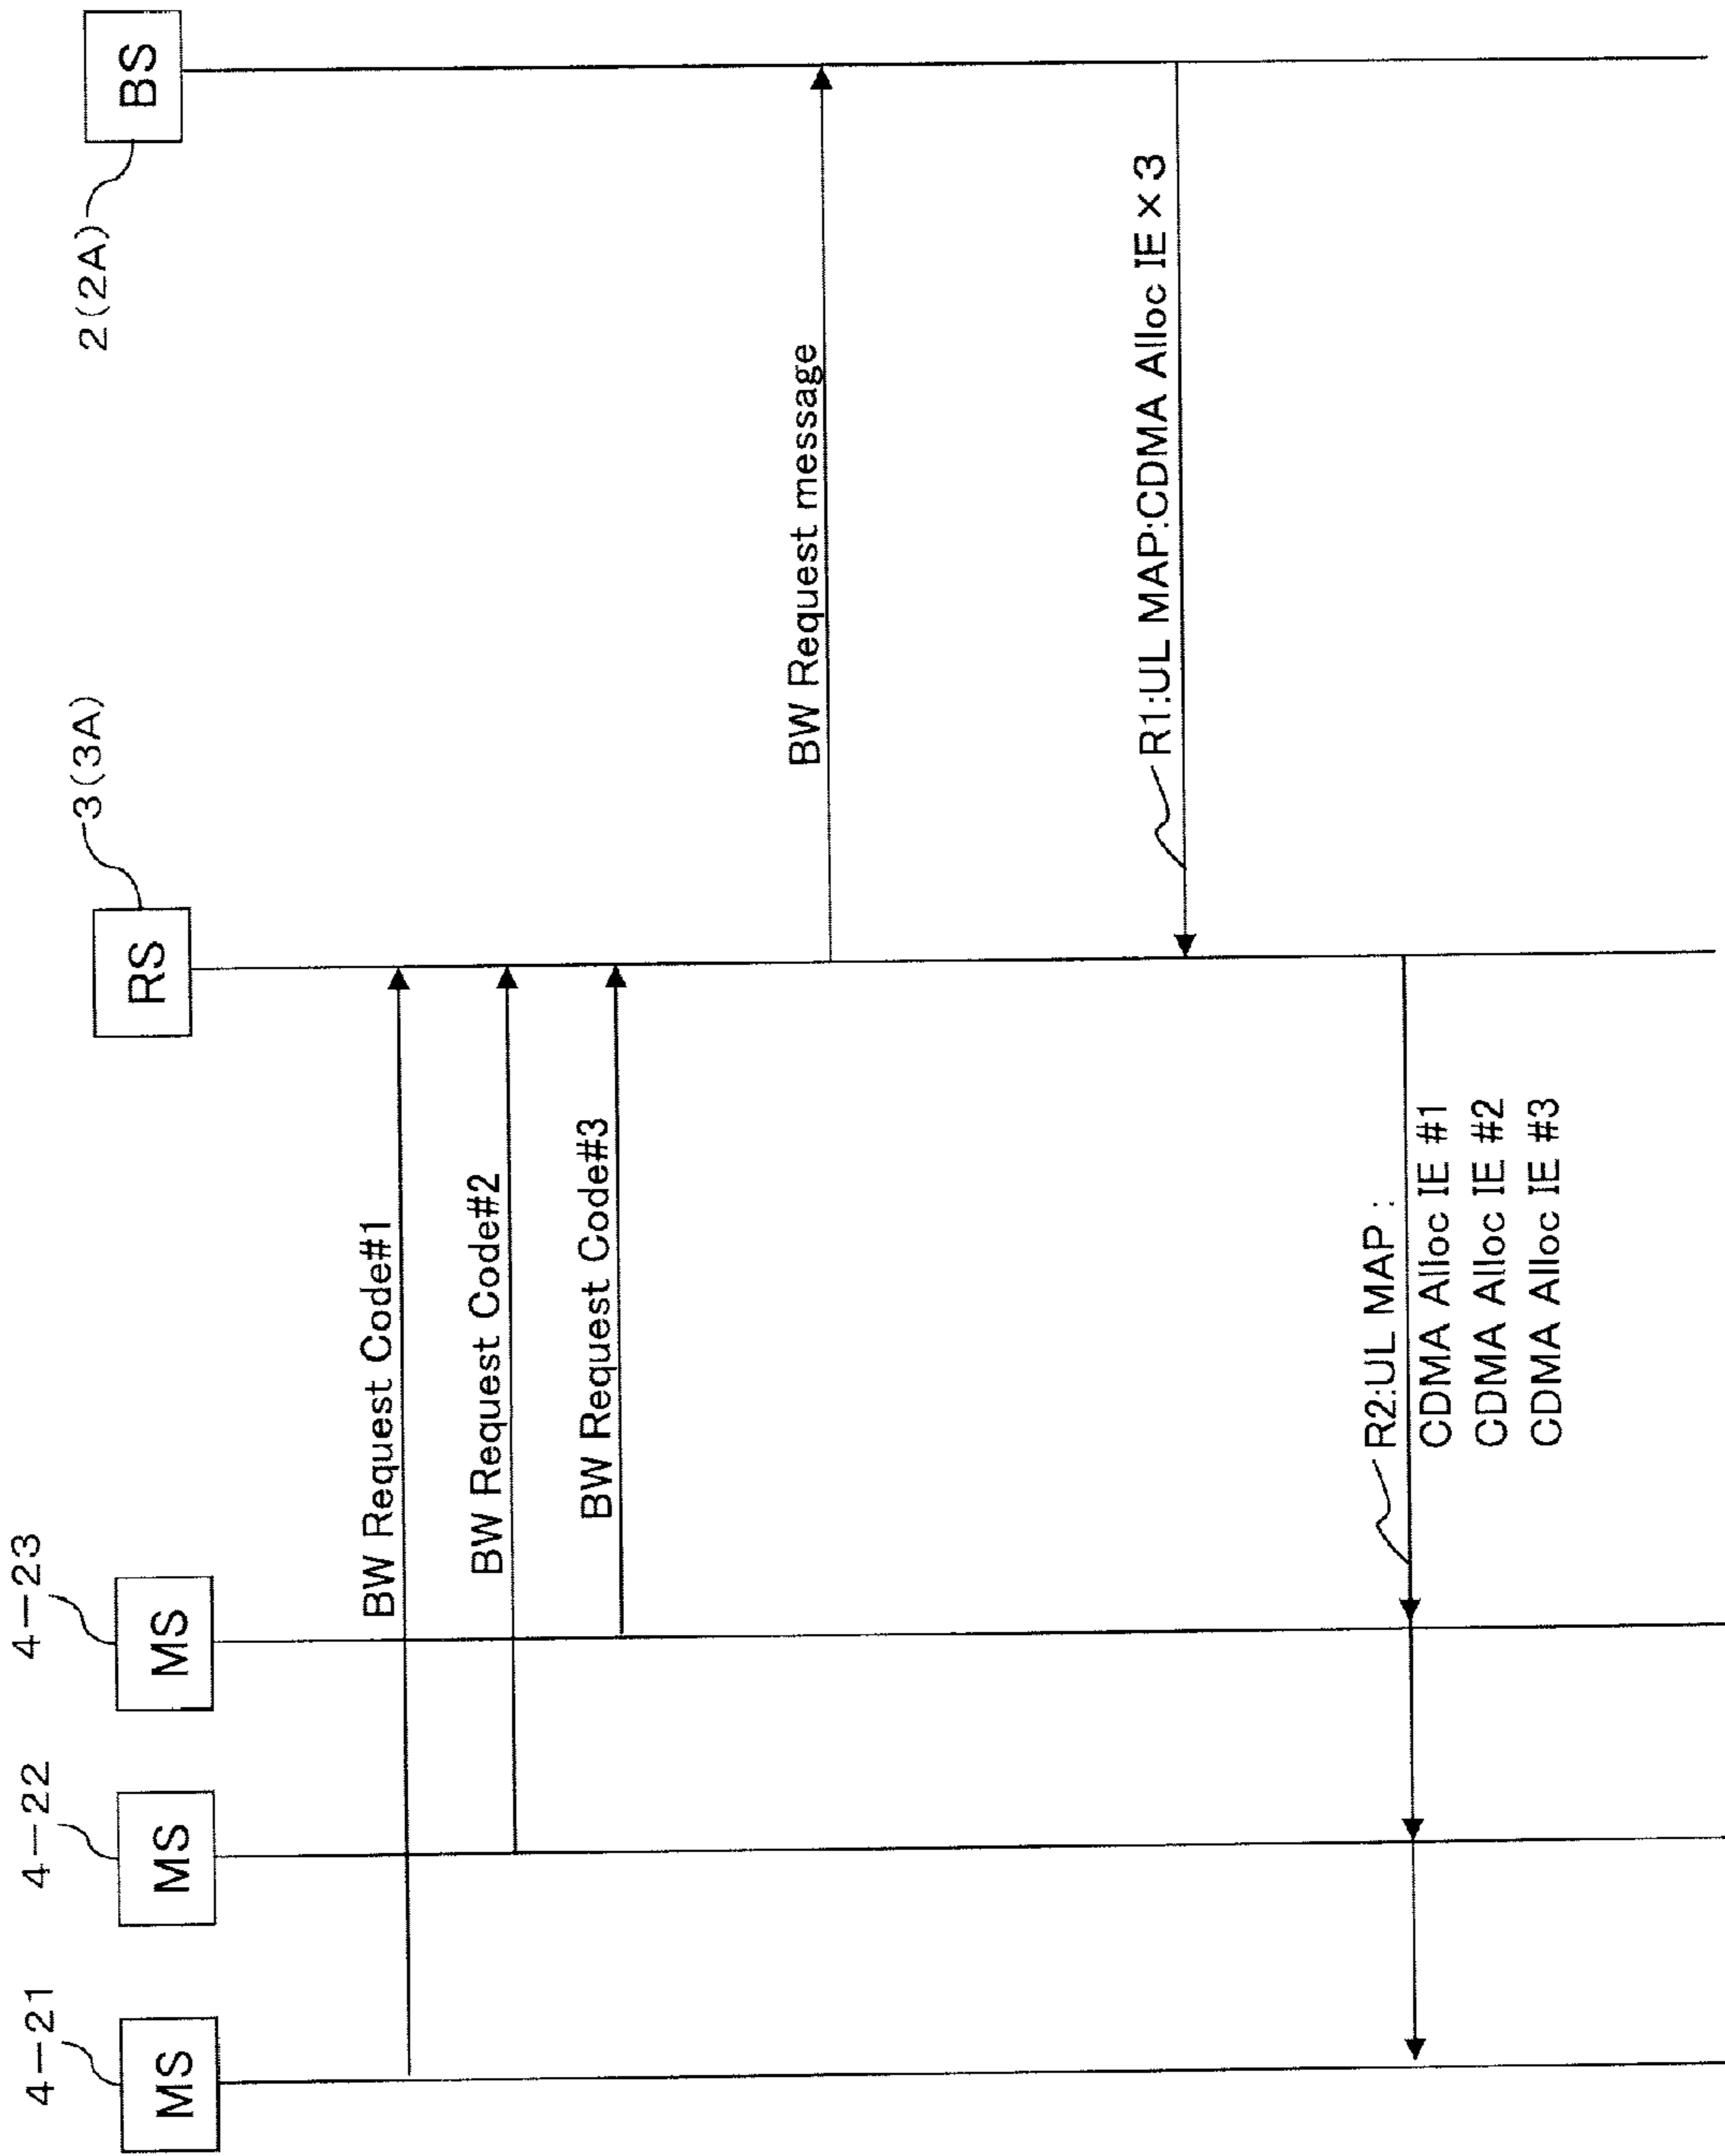 4-21
4-22
4-23
3(3A)
2(2A)
MS
MS
MS
RS
BS
BW Request Code#1
BW Request Code#2
BW Request Code#3
BW Request message
R1:UL MAP:CDMA Alloc IE × 3
R2:UL MAP :
CDMA Alloc IE #1
CDMA Alloc IE #2
CDMA Alloc IE #3